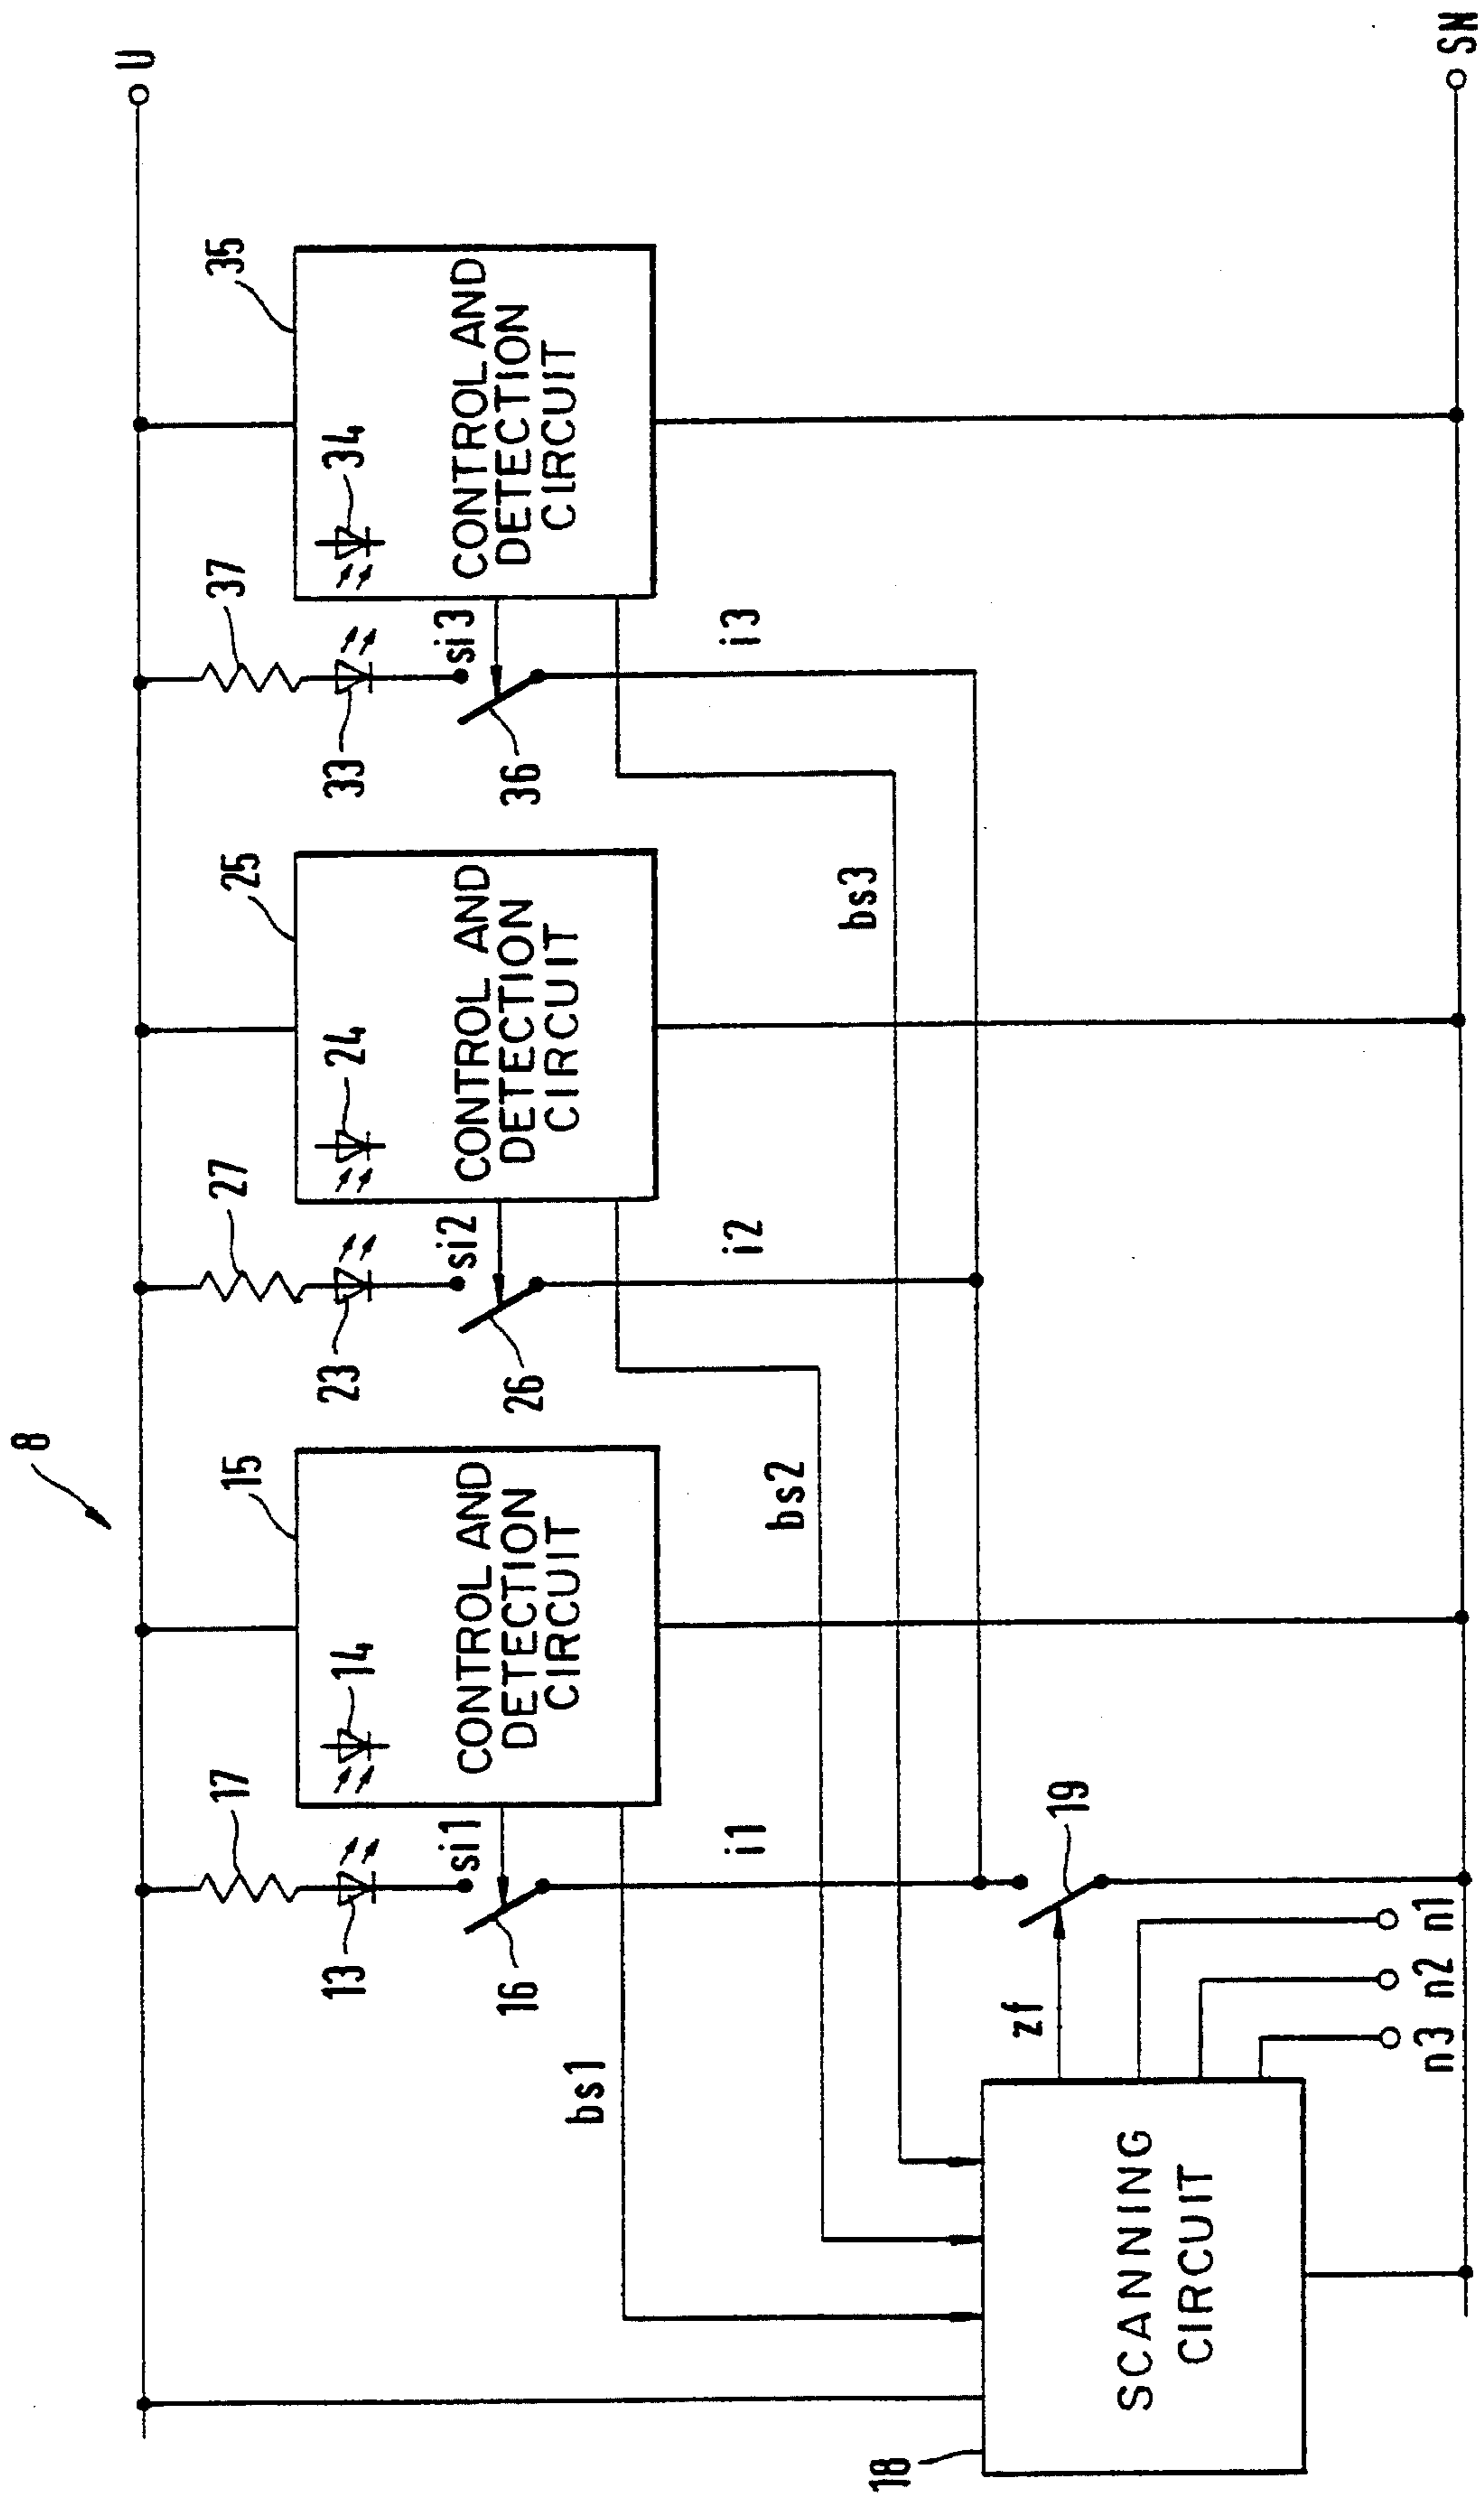 8
U
17
27
37
15
25
35
13
14
23
24
33
34
CONTROL AND
DETECTION
CIRCUIT
CONTROL AND
DETECTION
CIRCUIT
CONTROL AND
DETECTION
CIRCUIT
si1
si2
si3
16
26
36
bs1
i1
i2
i3
bs2
bs3
18
zf
19
SCANNING
CIRCUIT
n3
n2
n1
SN